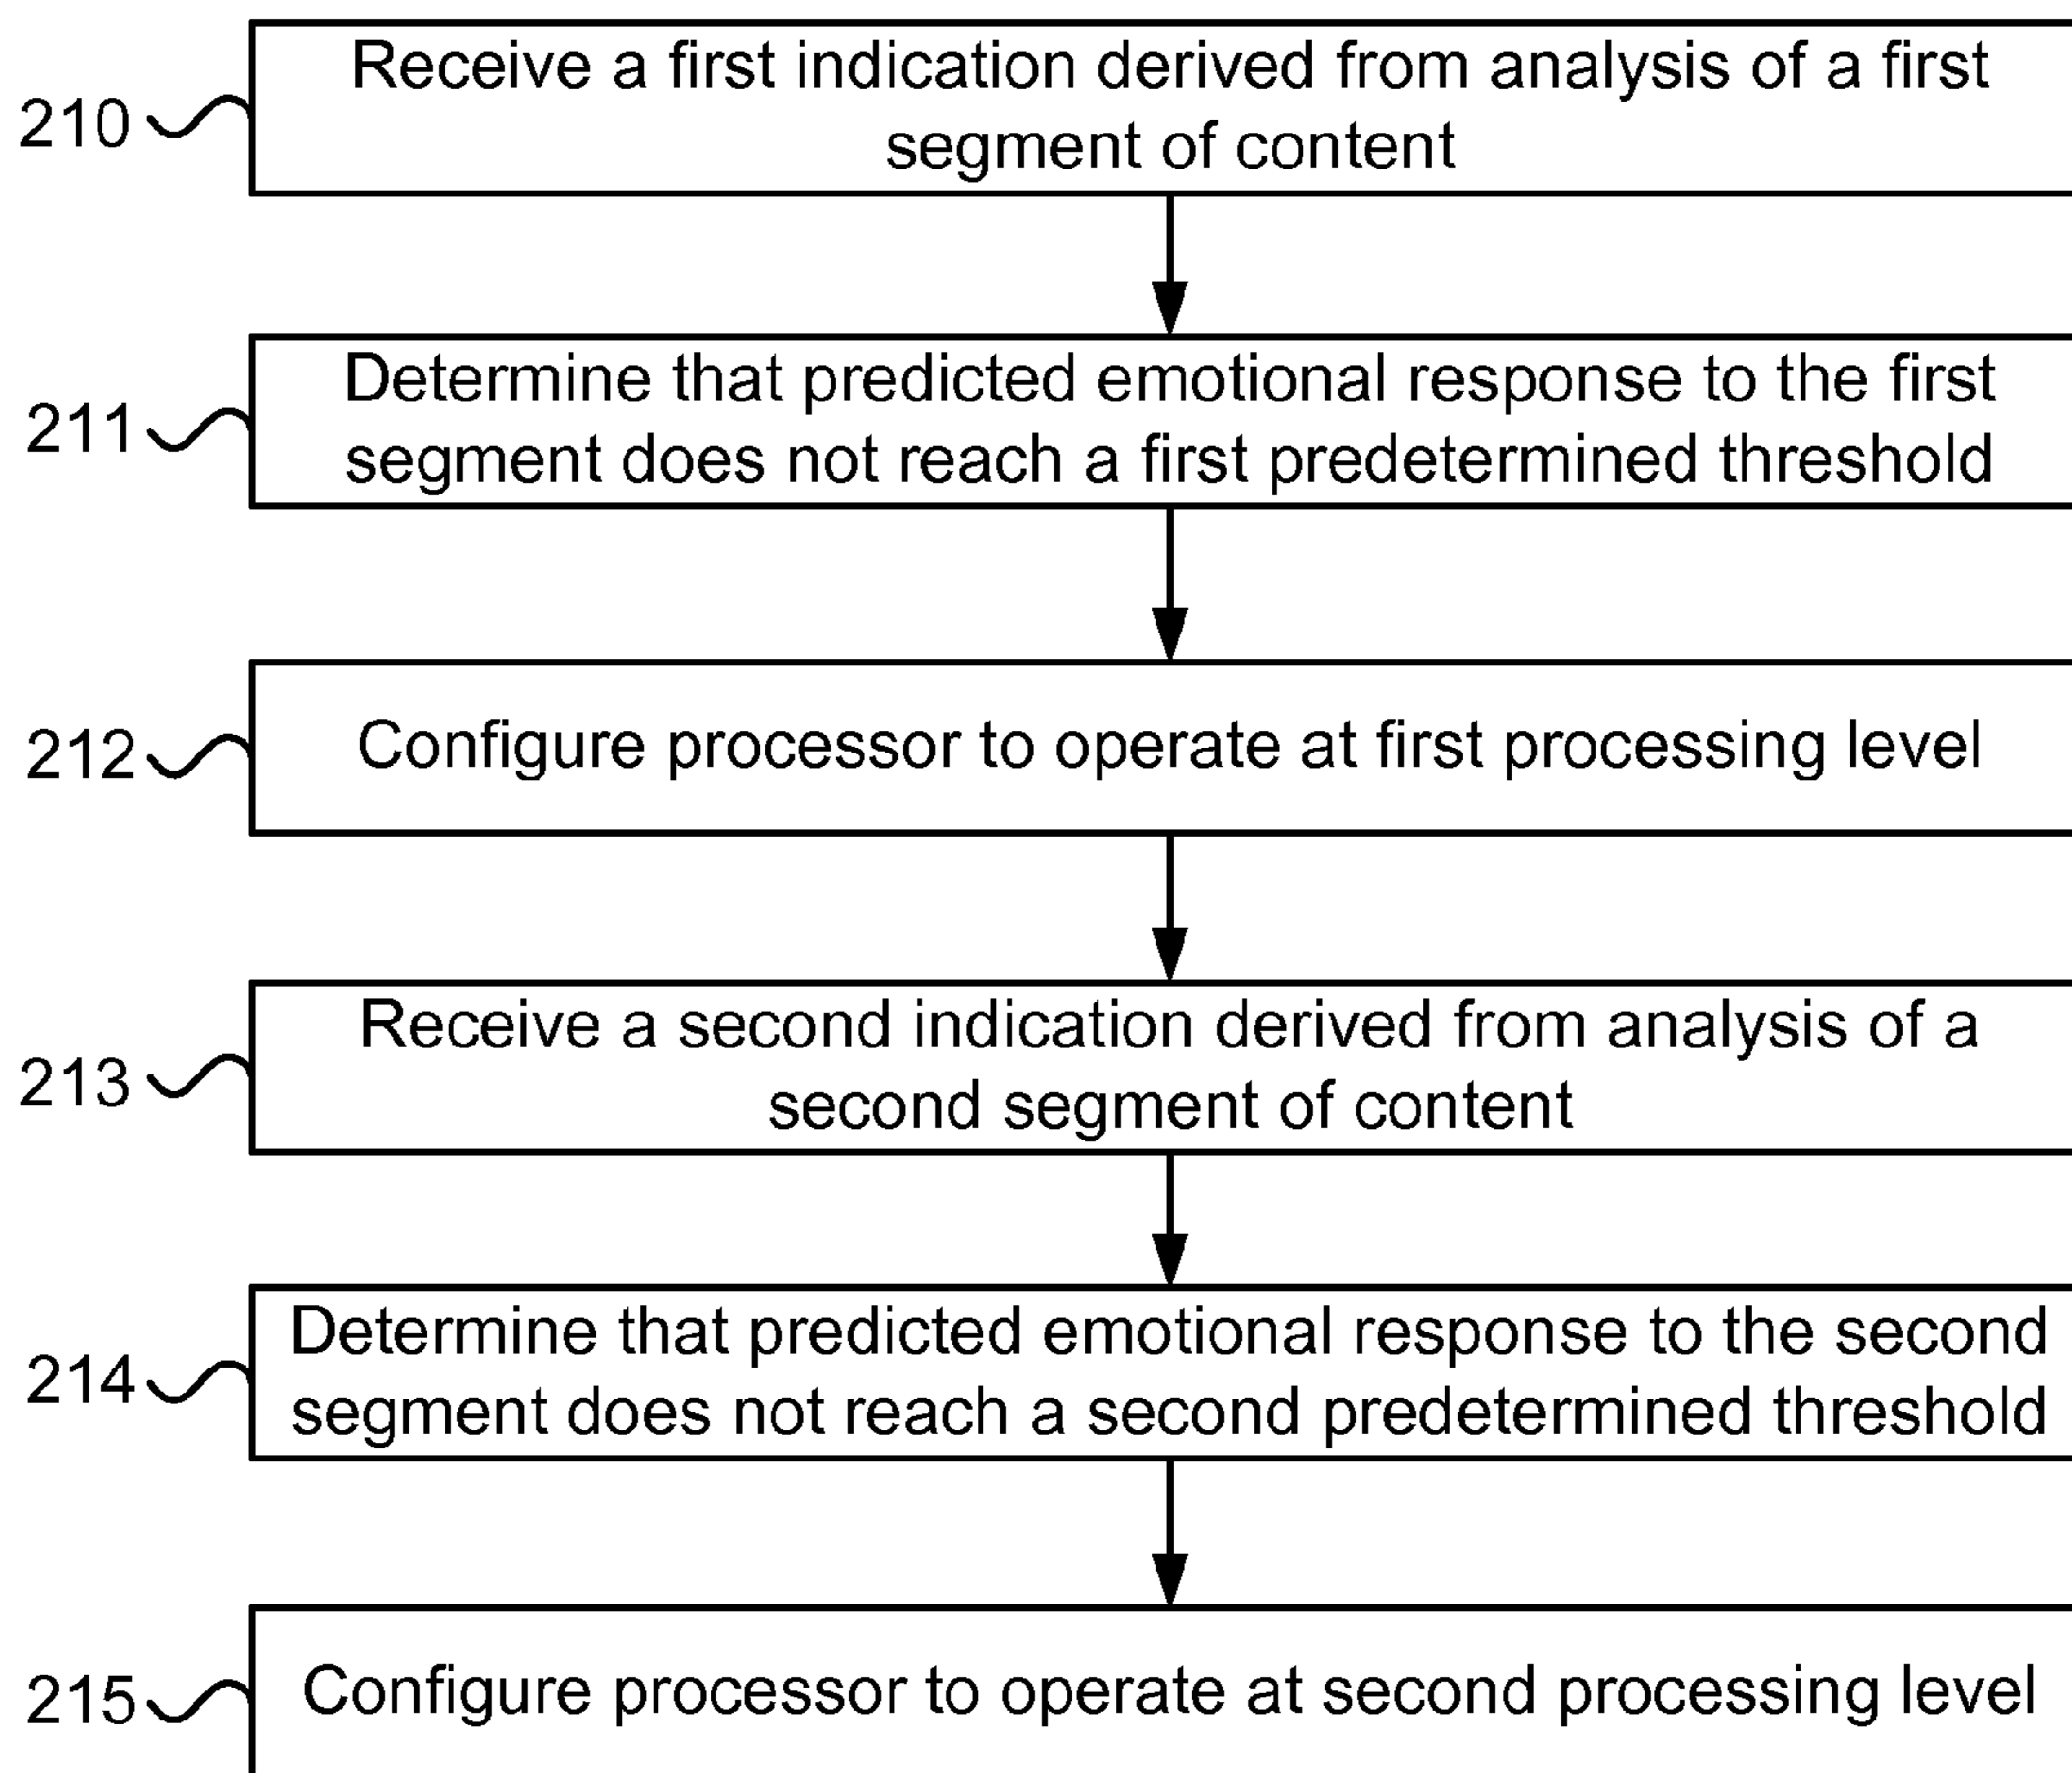 210
Receive a first indication derived from analysis of a first
segment of content
211
Determine that predicted emotional response to the first
segment does not reach a first predetermined threshold
212
Configure processor to operate at first processing level
213
Receive a second indication derived from analysis of a
second segment of content
214
Determine that predicted emotional response to the second
segment does not reach a second predetermined threshold
215
Configure processor to operate at second processing level